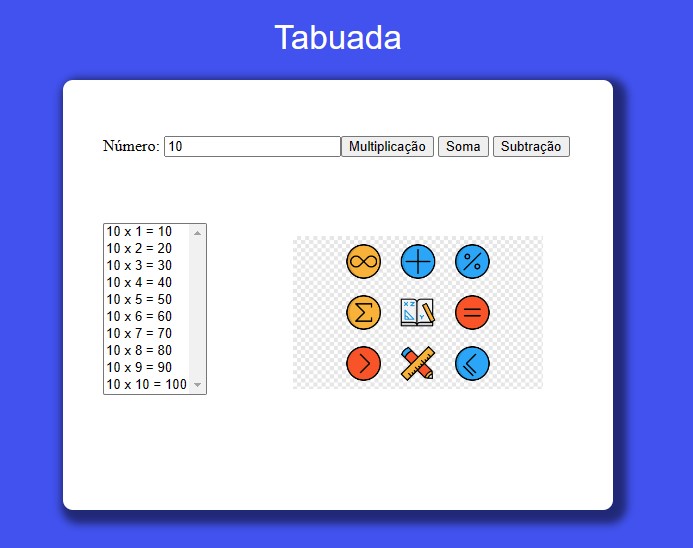 Tabuada
Número: 10 Multiplicação Soma Subtração
10 x 1 = 10
10 x 2 = 20
10 x 3 = 30
10 x 4 = 40
10 x 5 = 50
10 x 6 = 60
10 x 7 = 70
10 x 8 = 80
10 x 9 = 90
10 x 10 = 100